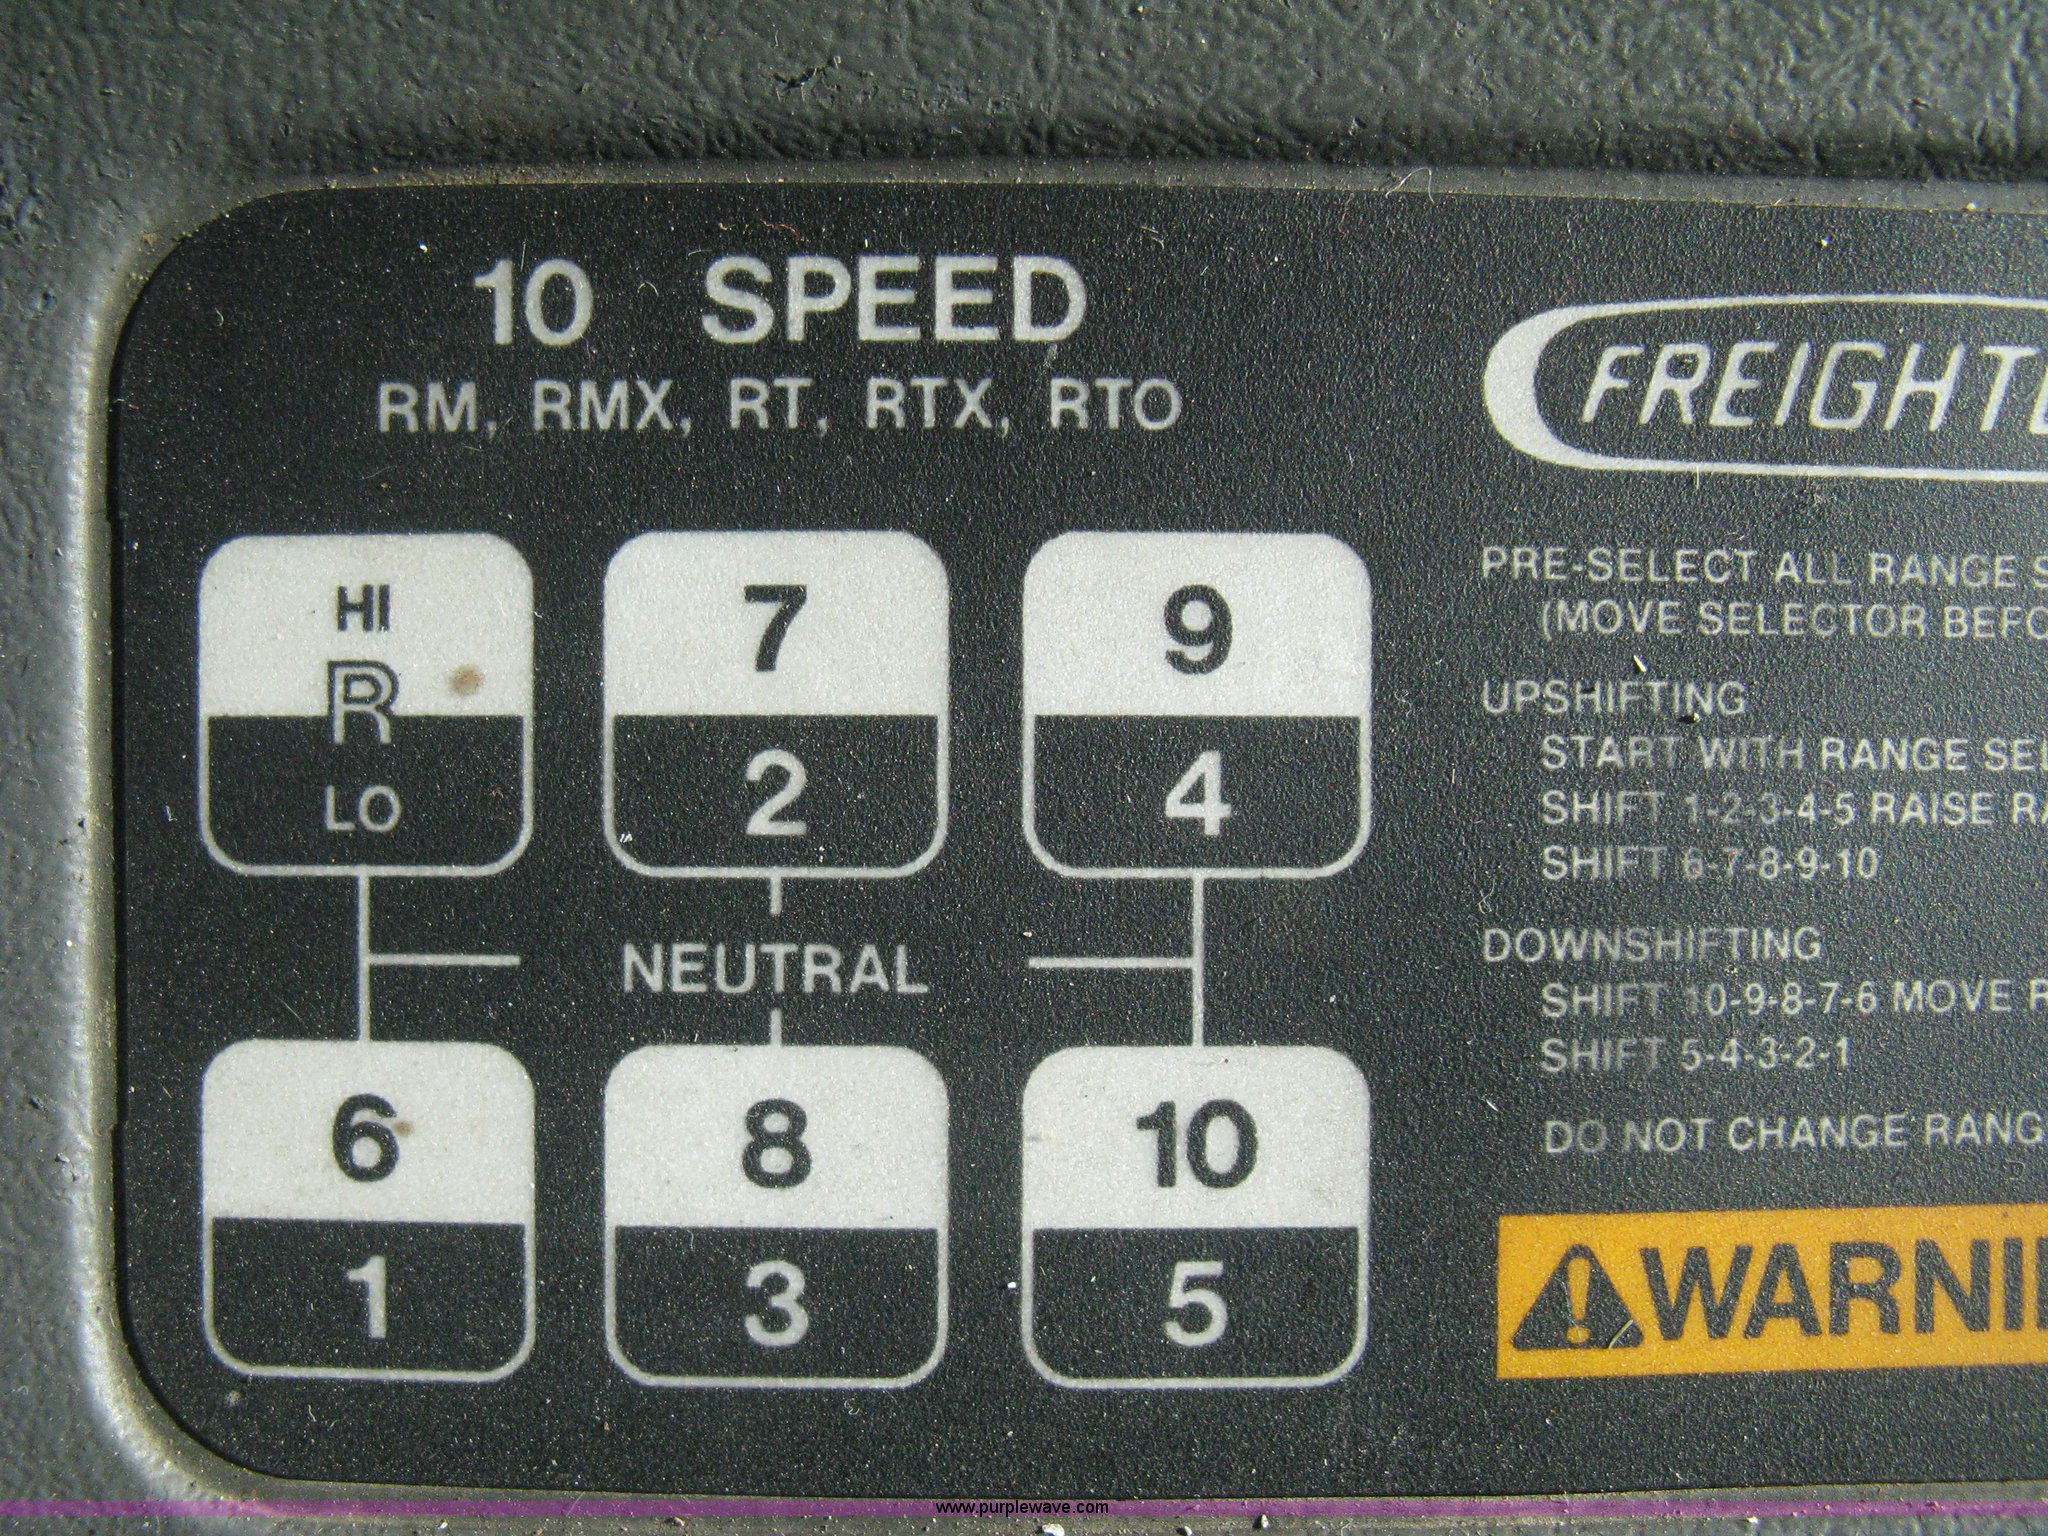 10 SPEED
RM, RMX, RT, RTX, RTO
HI
R
LO
7
2
9
4
NEUTRAL
6
1
8
3
10
5
FREIGHT
PRE-SELECT ALL RANGE
(MOVE SELECTOR
UPSHIFTING
START WITH RANGE
SHIFT 1-2-3-4-5 RAISE
SHIFT 6-7-8-9-10
DOWNSHIFTING
SHIFT 10-9-8-7-6 MOVE
SHIFT 5-4-3-2-1
DO NOT CHANGE
WARNI
www.purplewave.com